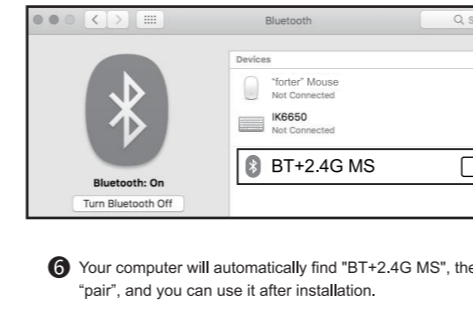 Bluetooth
Devices
"forter" Mouse
Not Connected
IK6650
Not Connected
BT+2.4G MS
Bluetooth: On
Turn Bluetooth Off
6 Your computer will automatically find "BT+2.4G MS",
"pair", and you can use it after installation.